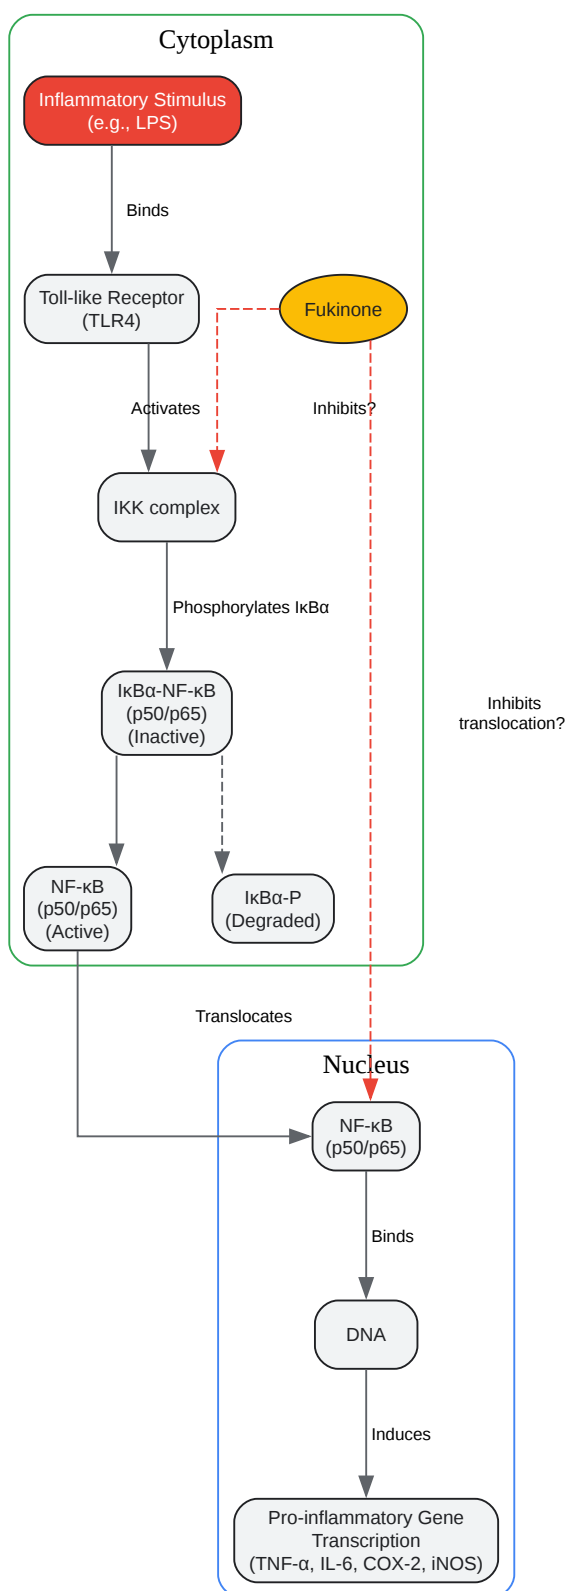 Cytoplasm
Inflammatory Stimulus
(e.g., LPS)
Binds
Toll-like Receptor
(TLR4)
Fukinone
Activates
Inhibits?
IKK complex
Phosphorylates IκBα
IκBα-NF-κB
(p50/p65)
(Inactive)
Inhibits
translocation?
NF-κB
(p50/p65)
(Active)
IκBα-P
(Degraded)
Translocates
Nucleus
NF-κB
(p50/p65)
Binds
DNA
Induces
Pro-inflammatory Gene
Transcription
(TNF-α, IL-6, COX-2, iNOS)